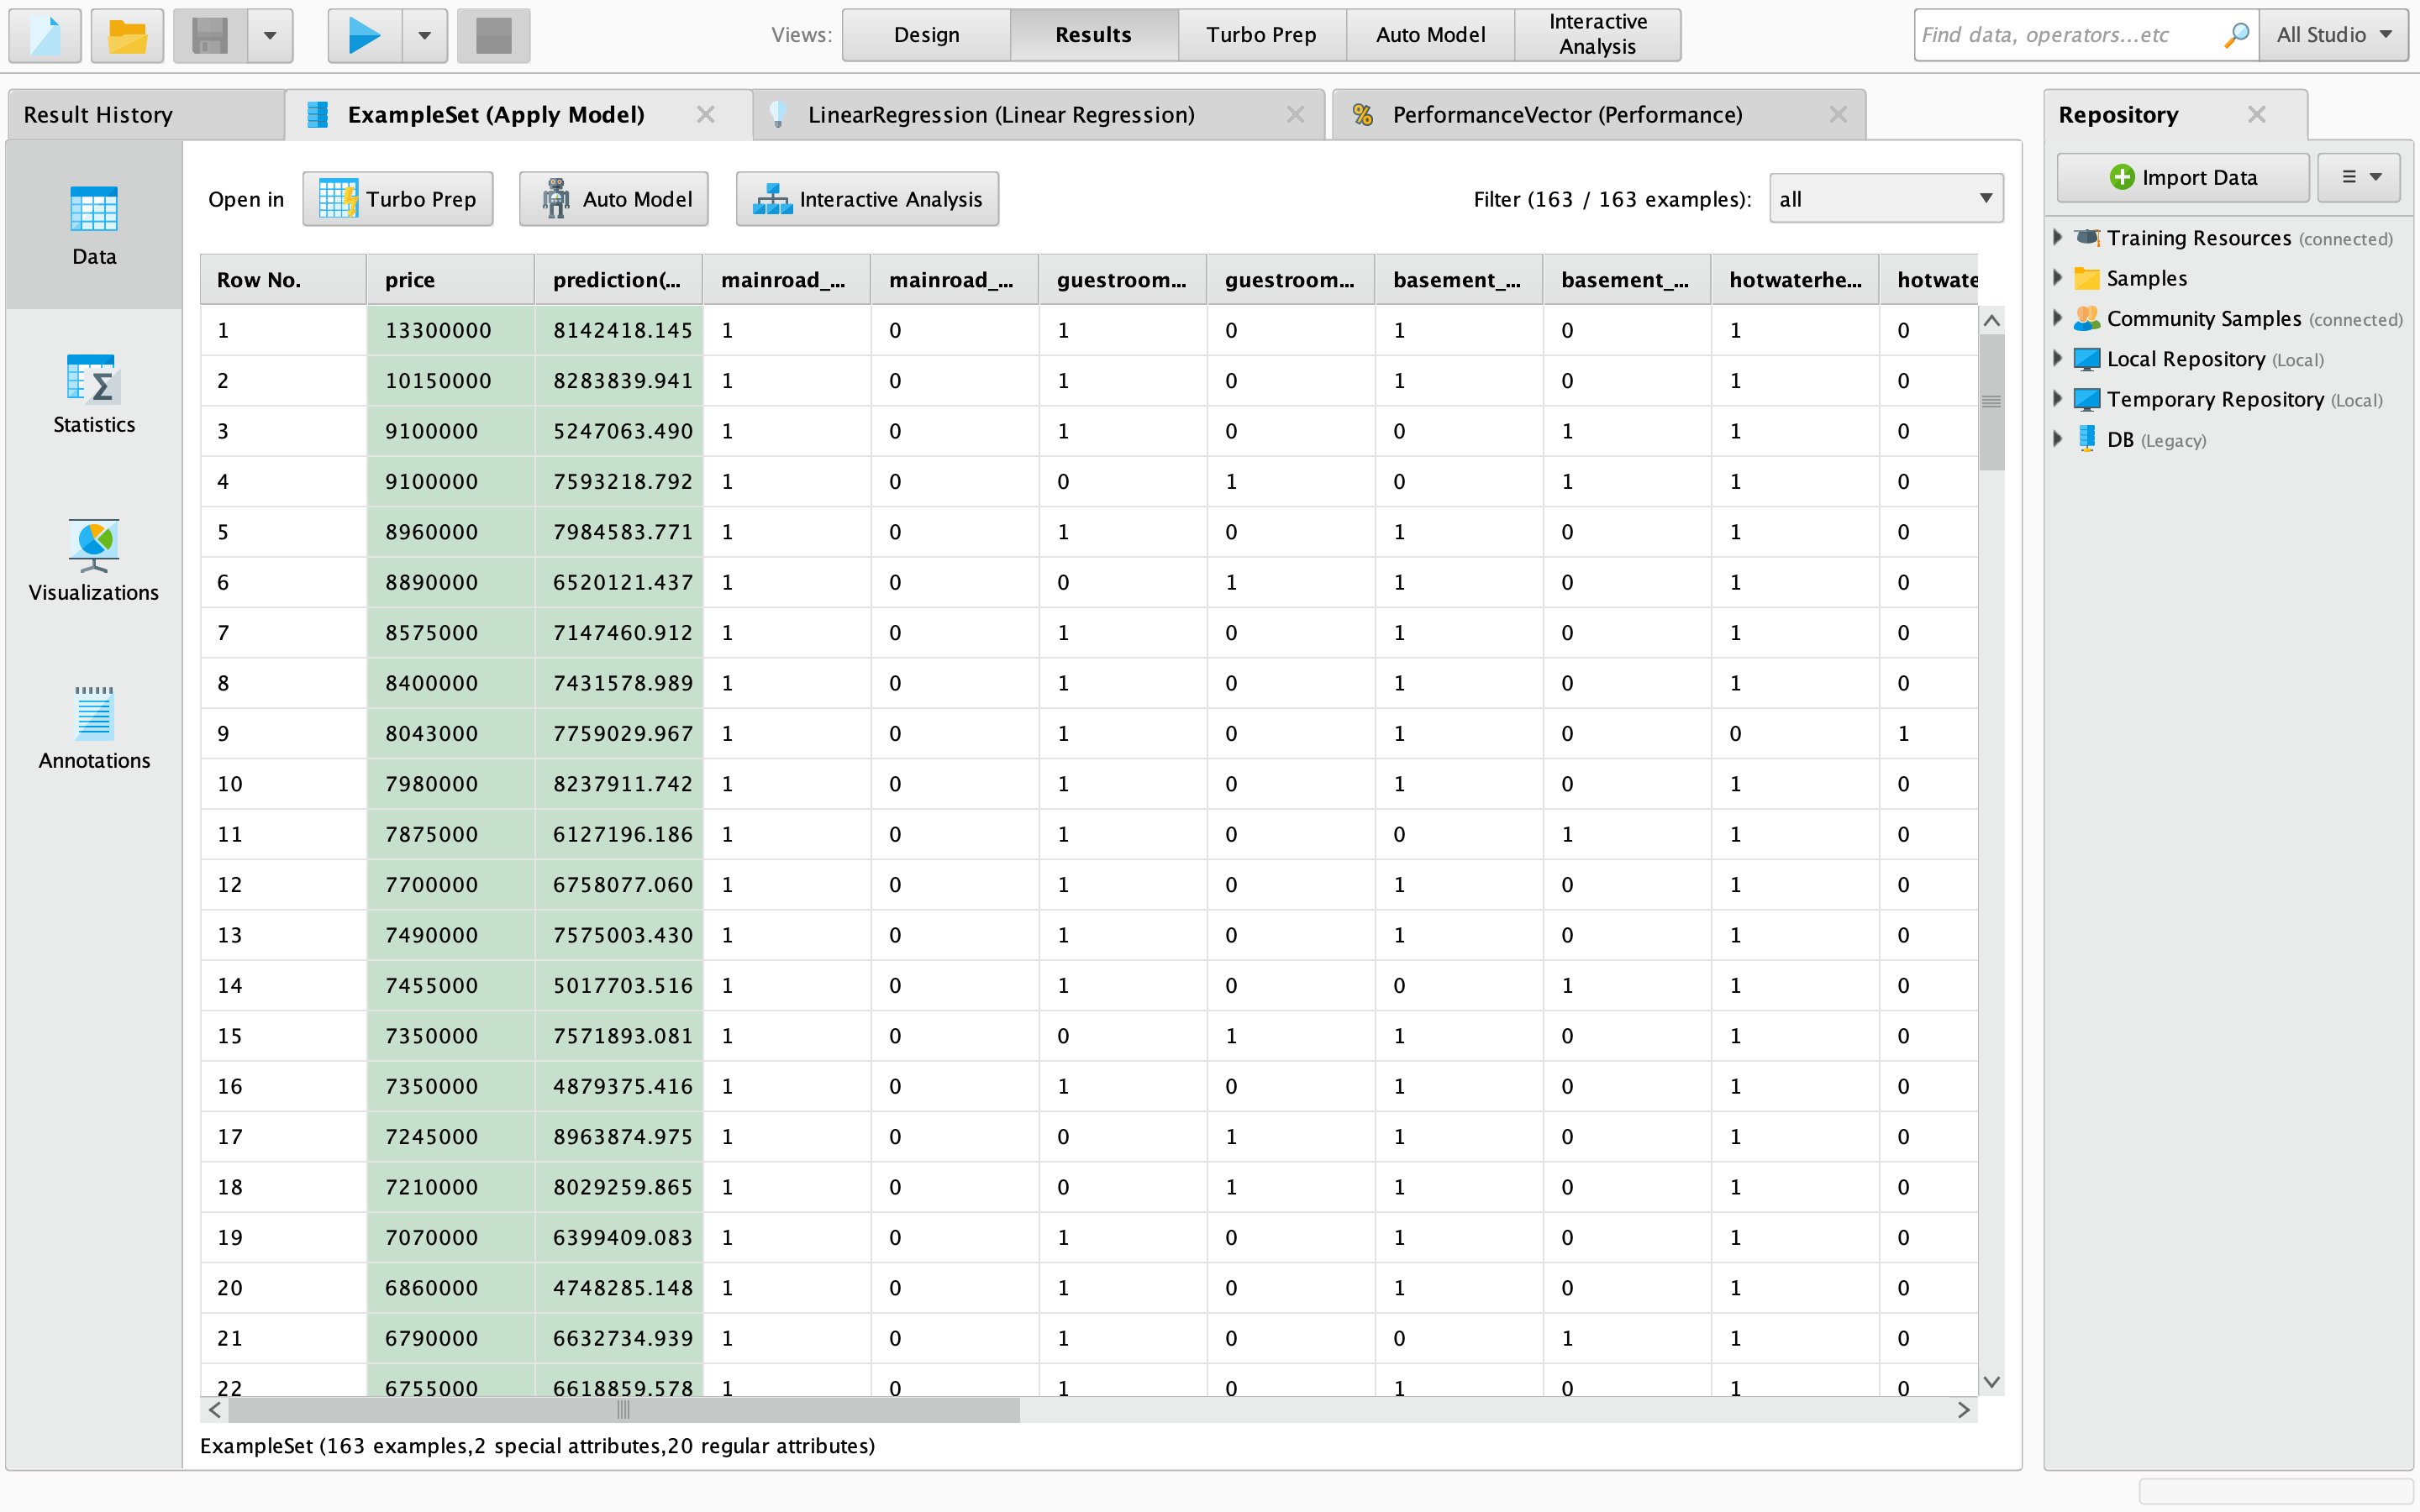 Views: Design Results Turbo Prep Auto Model Interactive Analysis Find data, operators...etc All Studio
Result History ExampleSet (Apply Model) LinearRegression (Linear Regression) PerformanceVector (Performance) Repository
Data
Statistics
Visualizations
Annotations
Open in Turbo Prep Auto Model Interactive Analysis Filter (163 / 163 examples): all
Row No. price prediction(... mainroad_... mainroad_... guestroom... guestroom... basement_... basement_... hotwaterhe... hotwate
1 13300000 8142418.145 1 0 1 0 1 0 1 0
2 10150000 8283839.941 1 0 1 0 1 0 1 0
3 9100000 5247063.490 1 0 1 0 0 1 1 0
4 9100000 7593218.792 1 0 0 1 0 1 1 0
5 8960000 7984583.771 1 0 1 0 1 0 1 0
6 8890000 6520121.437 1 0 0 1 1 0 1 0
7 8575000 7147460.912 1 0 1 0 1 0 1 0
8 8400000 7431578.989 1 0 1 0 1 0 1 0
9 8043000 7759029.967 1 0 1 0 1 0 0 1
10 7980000 8237911.742 1 0 1 0 1 0 1 0
11 7875000 6127196.186 1 0 1 0 0 1 1 0
12 7700000 6758077.060 1 0 1 0 1 0 1 0
13 7490000 7575003.430 1 0 1 0 1 0 1 0
14 7455000 5017703.516 1 0 1 0 0 1 1 0
15 7350000 7571893.081 1 0 0 1 1 0 1 0
16 7350000 4879375.416 1 0 1 0 1 0 1 0
17 7245000 8963874.975 1 0 0 1 1 0 1 0
18 7210000 8029259.865 1 0 0 1 1 0 1 0
19 7070000 6399409.083 1 0 1 0 1 0 1 0
20 6860000 4748285.148 1 0 1 0 1 0 1 0
21 6790000 6632734.939 1 0 1 0 0 1 1 0
22 6755000 6618859.578 1 0 1 0 1 0 1 0
ExampleSet (163 examples,2 special attributes,20 regular attributes)
Import Data
Training Resources (connected)
Samples
Community Samples (connected)
Local Repository (Local)
Temporary Repository (Local)
DB (Legacy)